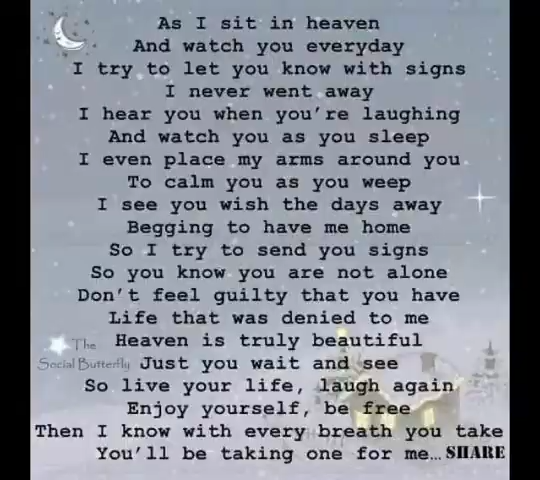 As I sit in heaven
And watch you everyday
I try to let you know with signs
I never went away
I hear you when you're laughing
And watch you as you sleep
I even place my arms around you
To calm you as you weep
I see you wish the days away
Begging to have me home
So I try to send you signs
So you know you are not alone
Don't feel guilty that you have
Life that was denied to me
Heaven is truly beautiful
Just you wait and see
So live your life, laugh again
Enjoy yourself, be free
Then I know with every breath you take
You'll be taking one for me… SHARE
The
Social Butterfly